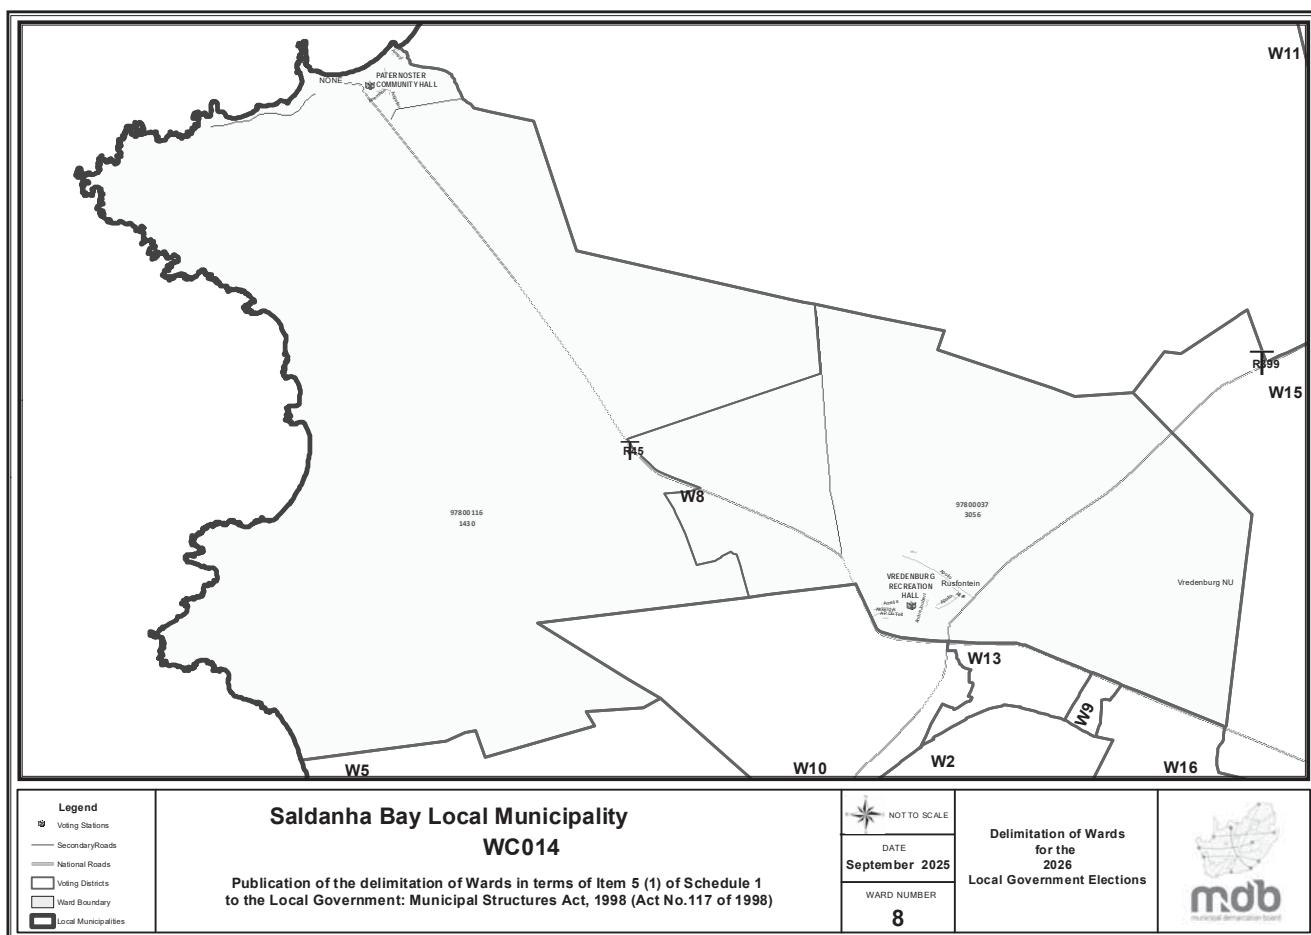 W11
PATERNOSTER
COMMUNITY HALL
NONE
R399
W15
R45
W8
97800116
1430
97800037
3056
VREDENBURG
RECREATION
HALL
Rusfontein
Vredenburg NU
W13
W9
W5
W10
W2
W16
Legend
Voting Stations
SecondaryRoads
National Roads
Voting Districts
Ward Boundary
Local Municipalities
Saldanha Bay Local Municipality
WC014
Publication of the delimitation of Wards in terms of Item 5 (1) of Schedule 1
to the Local Government: Municipal Structures Act, 1998 (Act No.117 of 1998)
NOT TO SCALE
DATE
September 2025
WARD NUMBER
8
Delimitation of Wards
for the
2026
Local Government Elections
mdb
municipal demarcation board